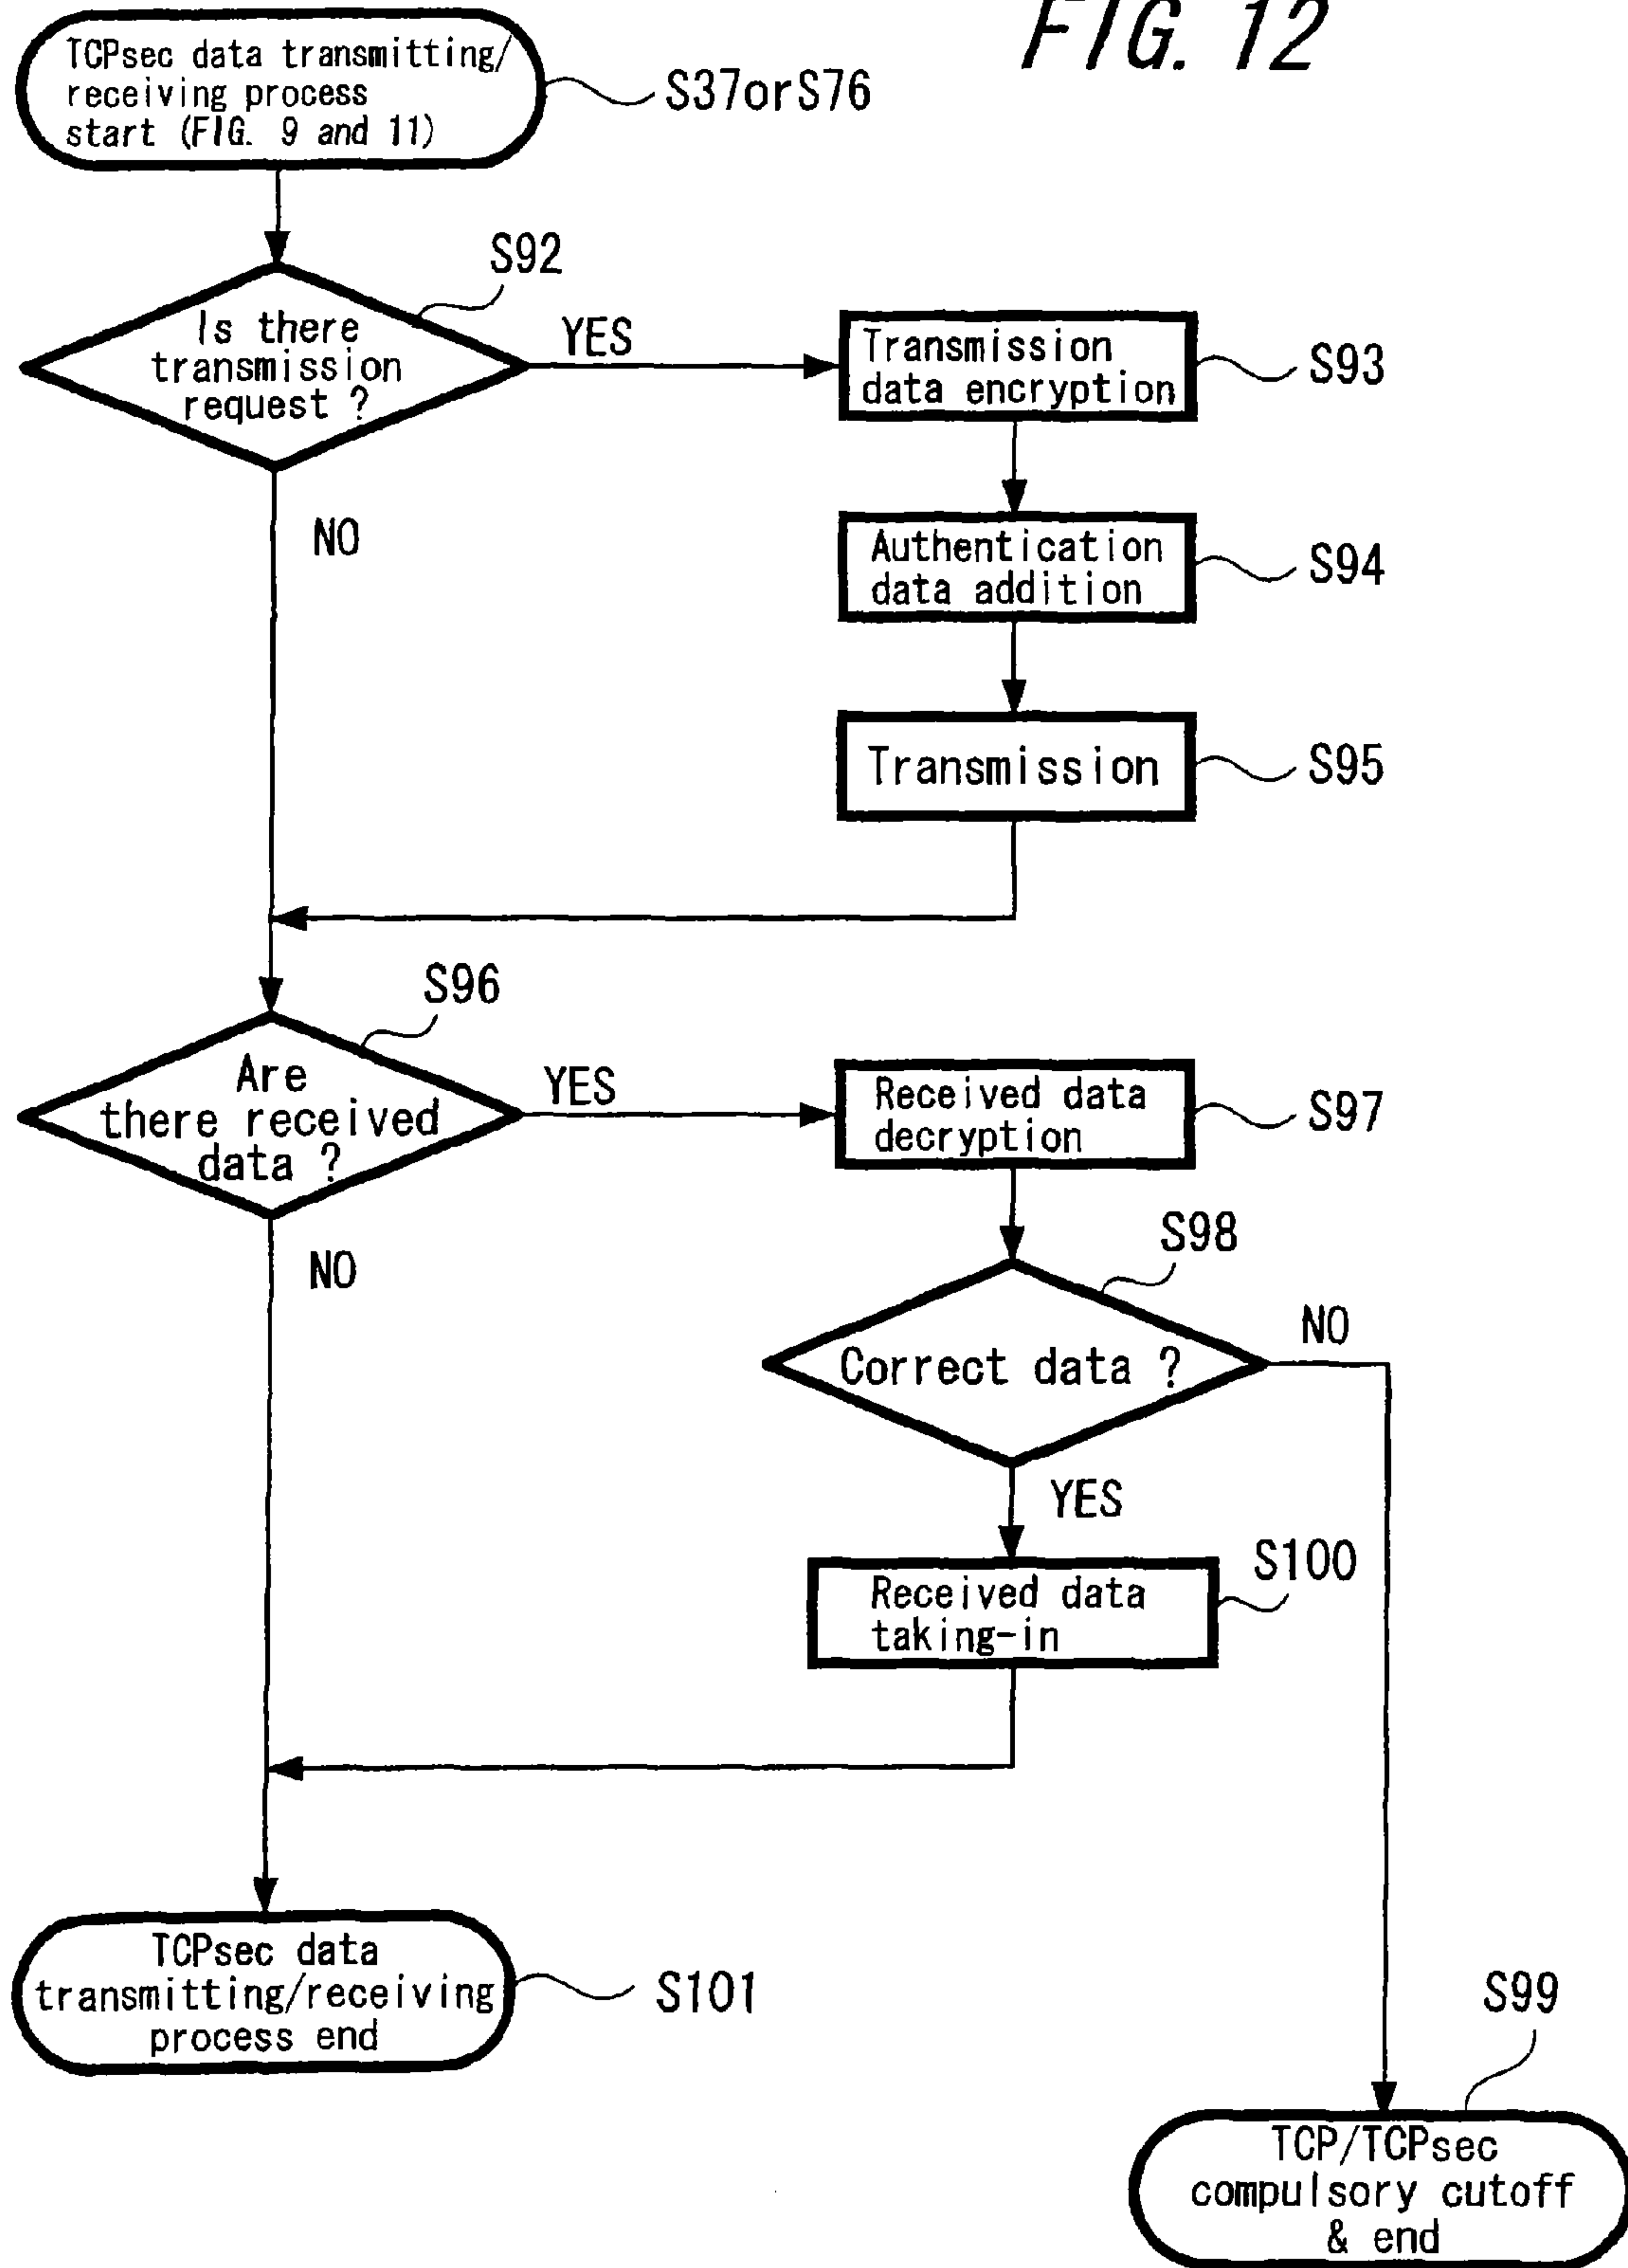 FIG. 12
TCPsec data transmitting/
receiving process
start (FIG. 9 and 11)
S37orS76
S92
Is there
transmission
request ?
YES
NO
Transmission
data encryption
S93
Authentication
data addition
S94
Transmission
S95
S96
Are
there received
data ?
YES
NO
Received data
decryption
S97
S98
Correct data ?
NO
YES
S100
Received data
taking-in
TCPsec data
transmitting/receiving
process end
S101
S99
TCP/TCPsec
compulsory cutoff
& end